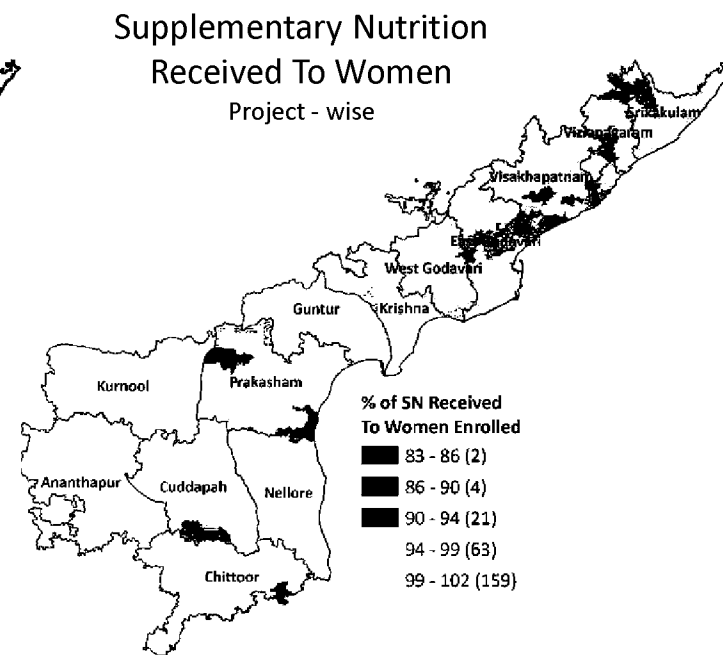 Supplementary Nutrition
Received To Women
Project - wise
Srikakulam
Vizianagaram
Visakhapatnam
East Godavari
West Godavari
Guntur
Krishna
Kurnool
Prakasham
% of SN Received
To Women Enrolled
83 - 86 (2)
Ananthapur
Cuddapah
Nellore
86 - 90 (4)
90 - 94 (21)
94 - 99 (63)
Chittoor
99 - 102 (159)